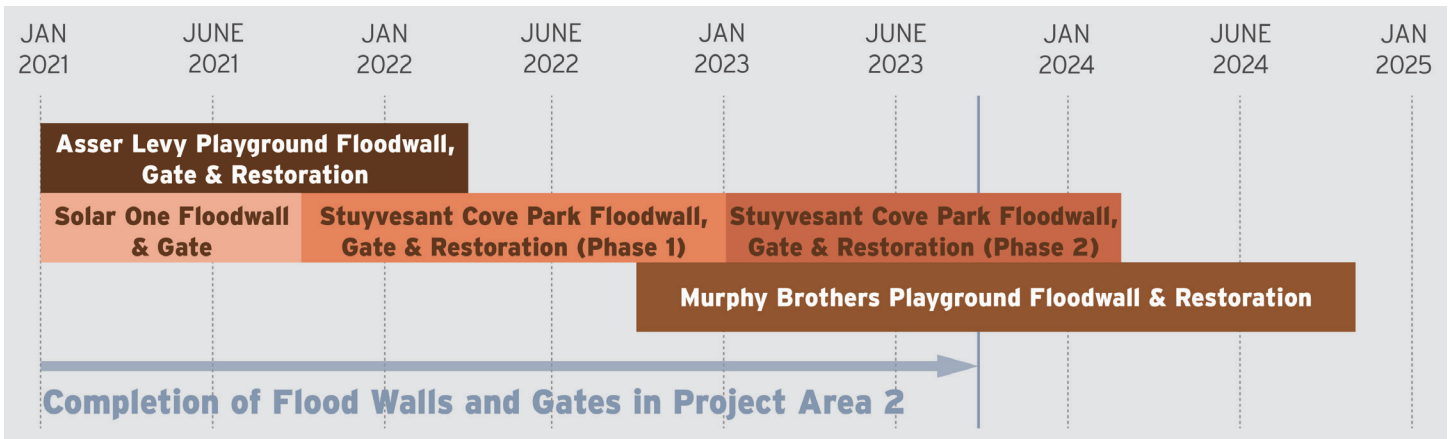 JAN JUNE JAN JUNE JAN JUNE JAN JUNE JAN
2021 2021 2022 2022 2023 2023 2024 2024 2025
Asser Levy Playground Floodwall,
Gate & Restoration
Solar One Floodwall
& Gate
Stuyvesant Cove Park Floodwall,
Gate & Restoration (Phase 1)
Stuyvesant Cove Park Floodwall,
Gate & Restoration (Phase 2)
Murphy Brothers Playground Floodwall & Restoration
Completion of Flood Walls and Gates in Project Area 2